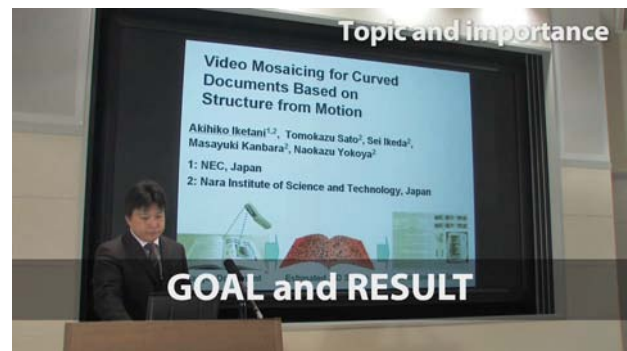 Topic and importance
Video Mosaicing for Curved
Documents Based on
Structure from Motion
Akihiko Iketani1,2, Tomokazu Sato2, Sei Ikeda2,
Masayuki Kanbara2, Naokazu Yokoya2
1: NEC, Japan
2: Nara Institute of Science and Technology, Japan
GOAL and RESULT